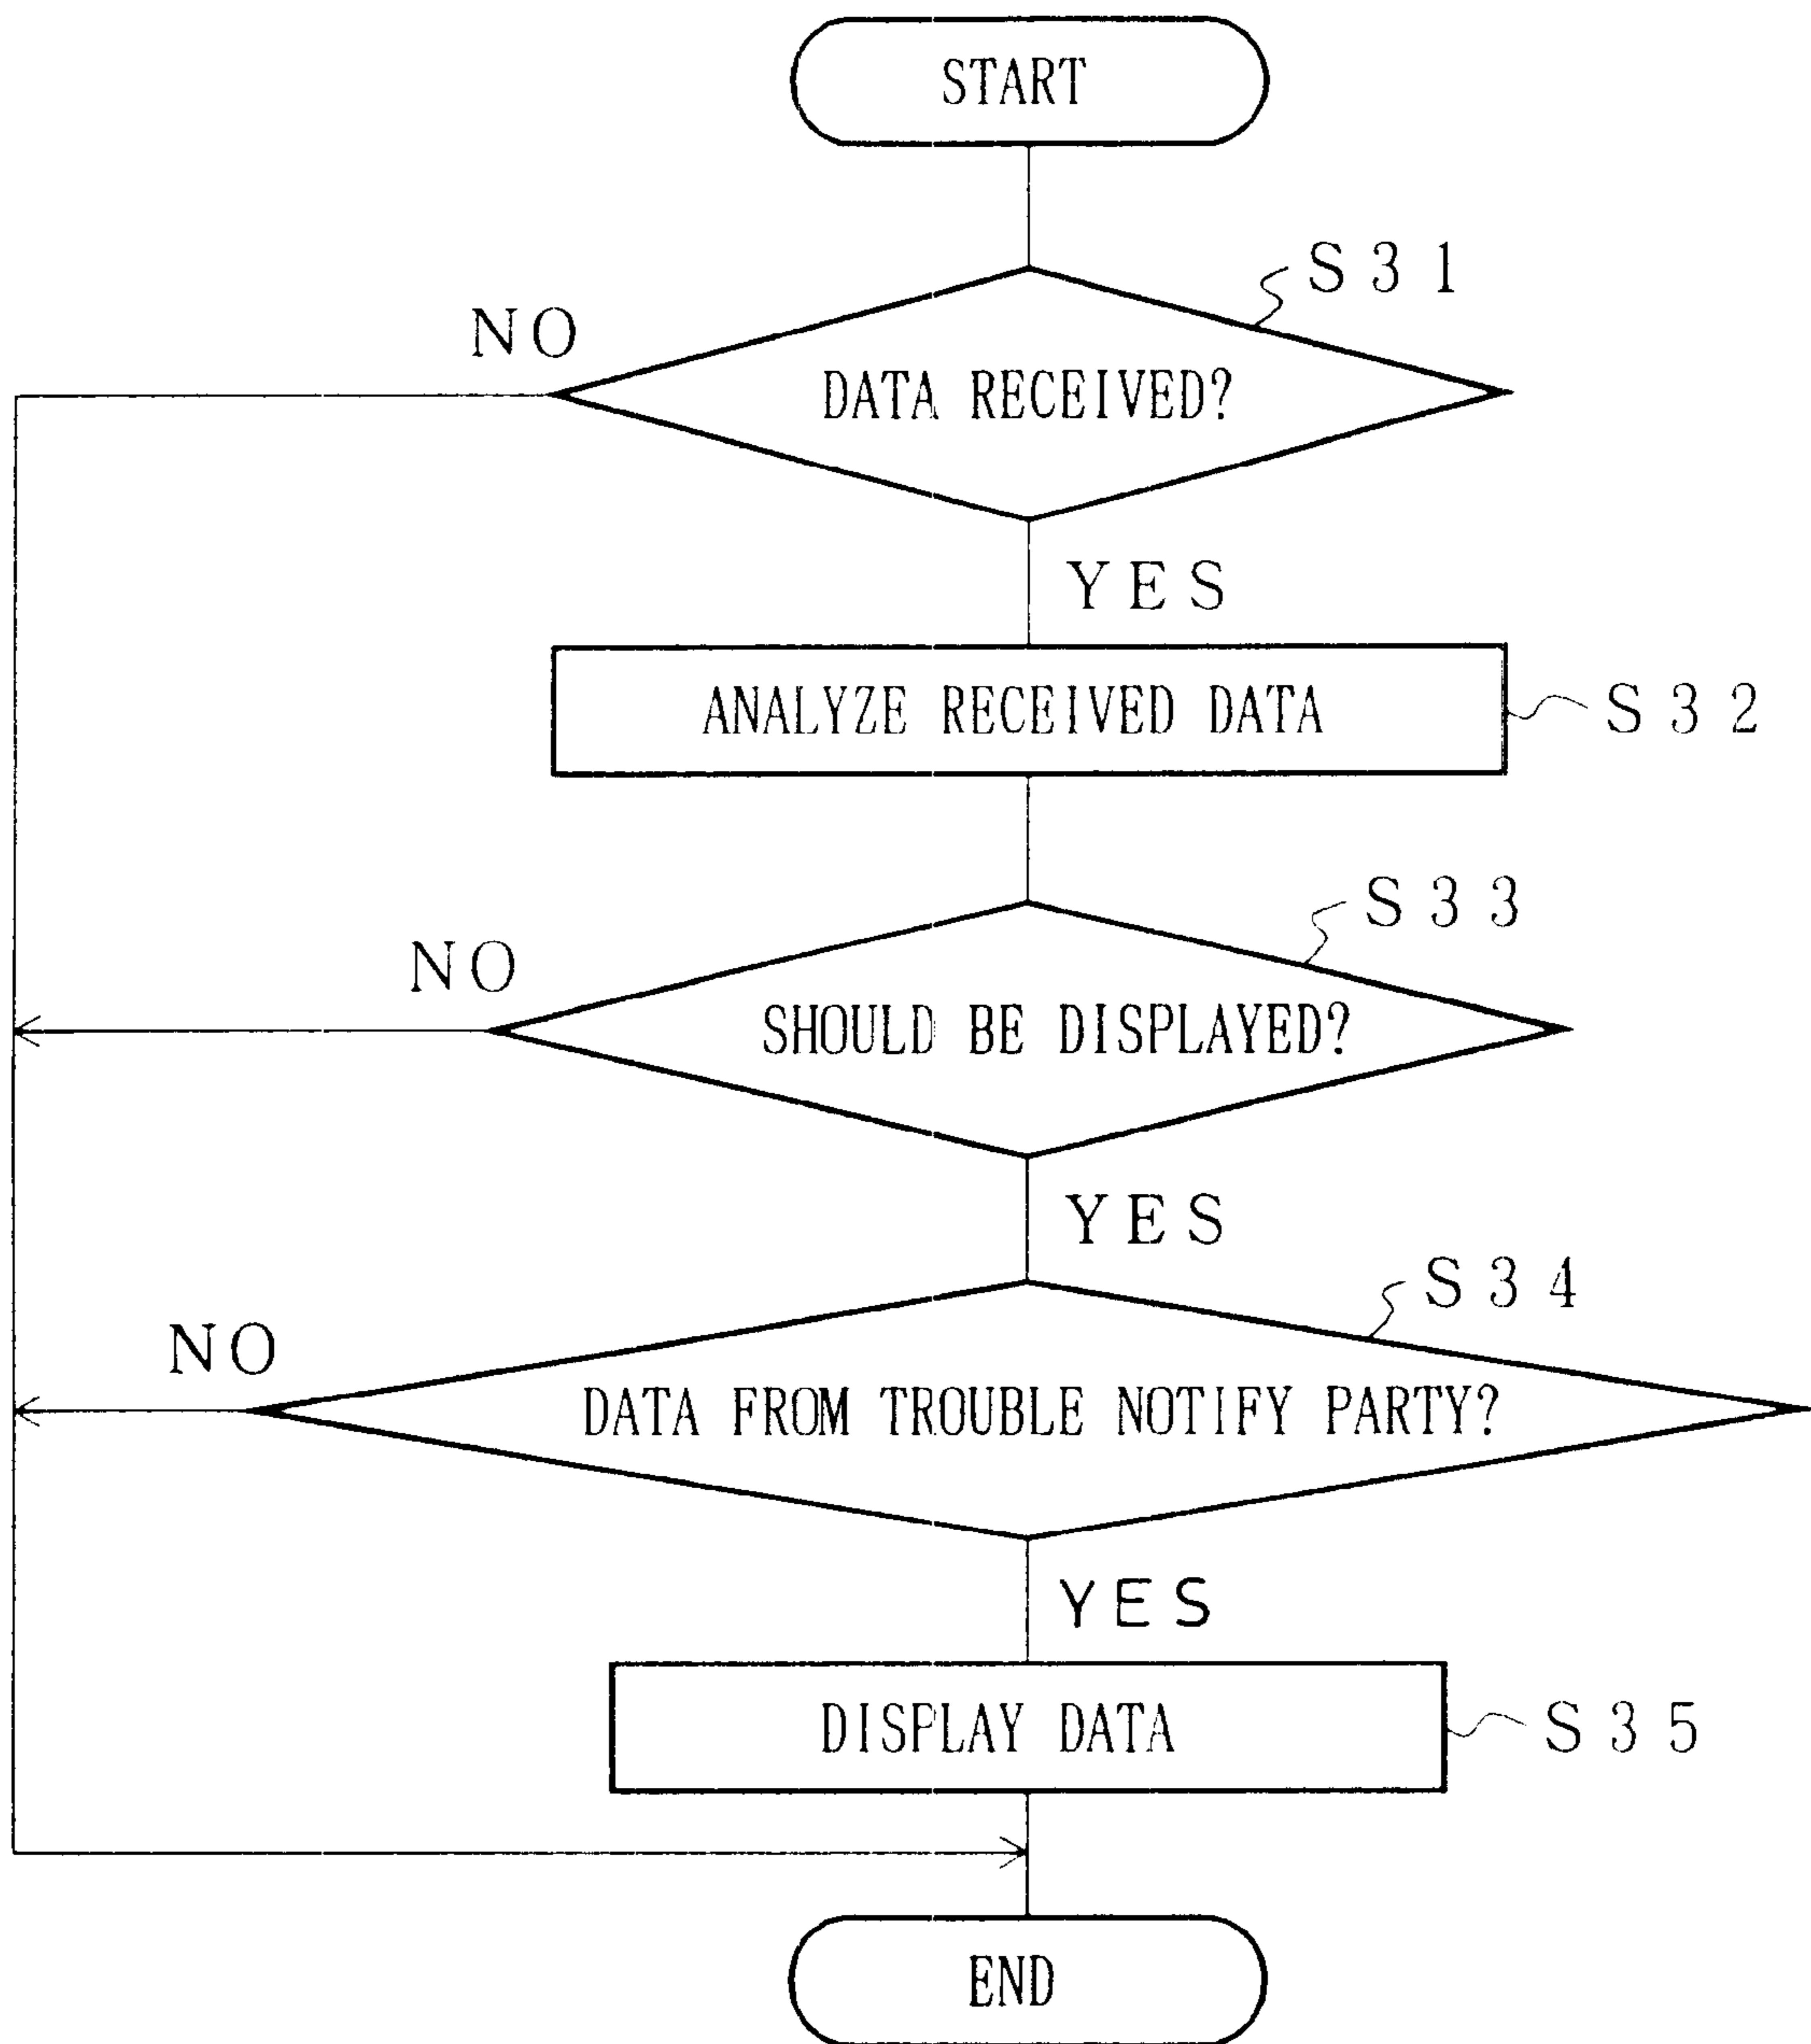 START
S31
NO
DATA RECEIVED?
YES
ANALYZE RECEIVED DATA
S32
S33
NO
SHOULD BE DISPLAYED?
YES
S34
NO
DATA FROM TROUBLE NOTIFY PARTY?
YES
DISPLAY DATA
S35
END